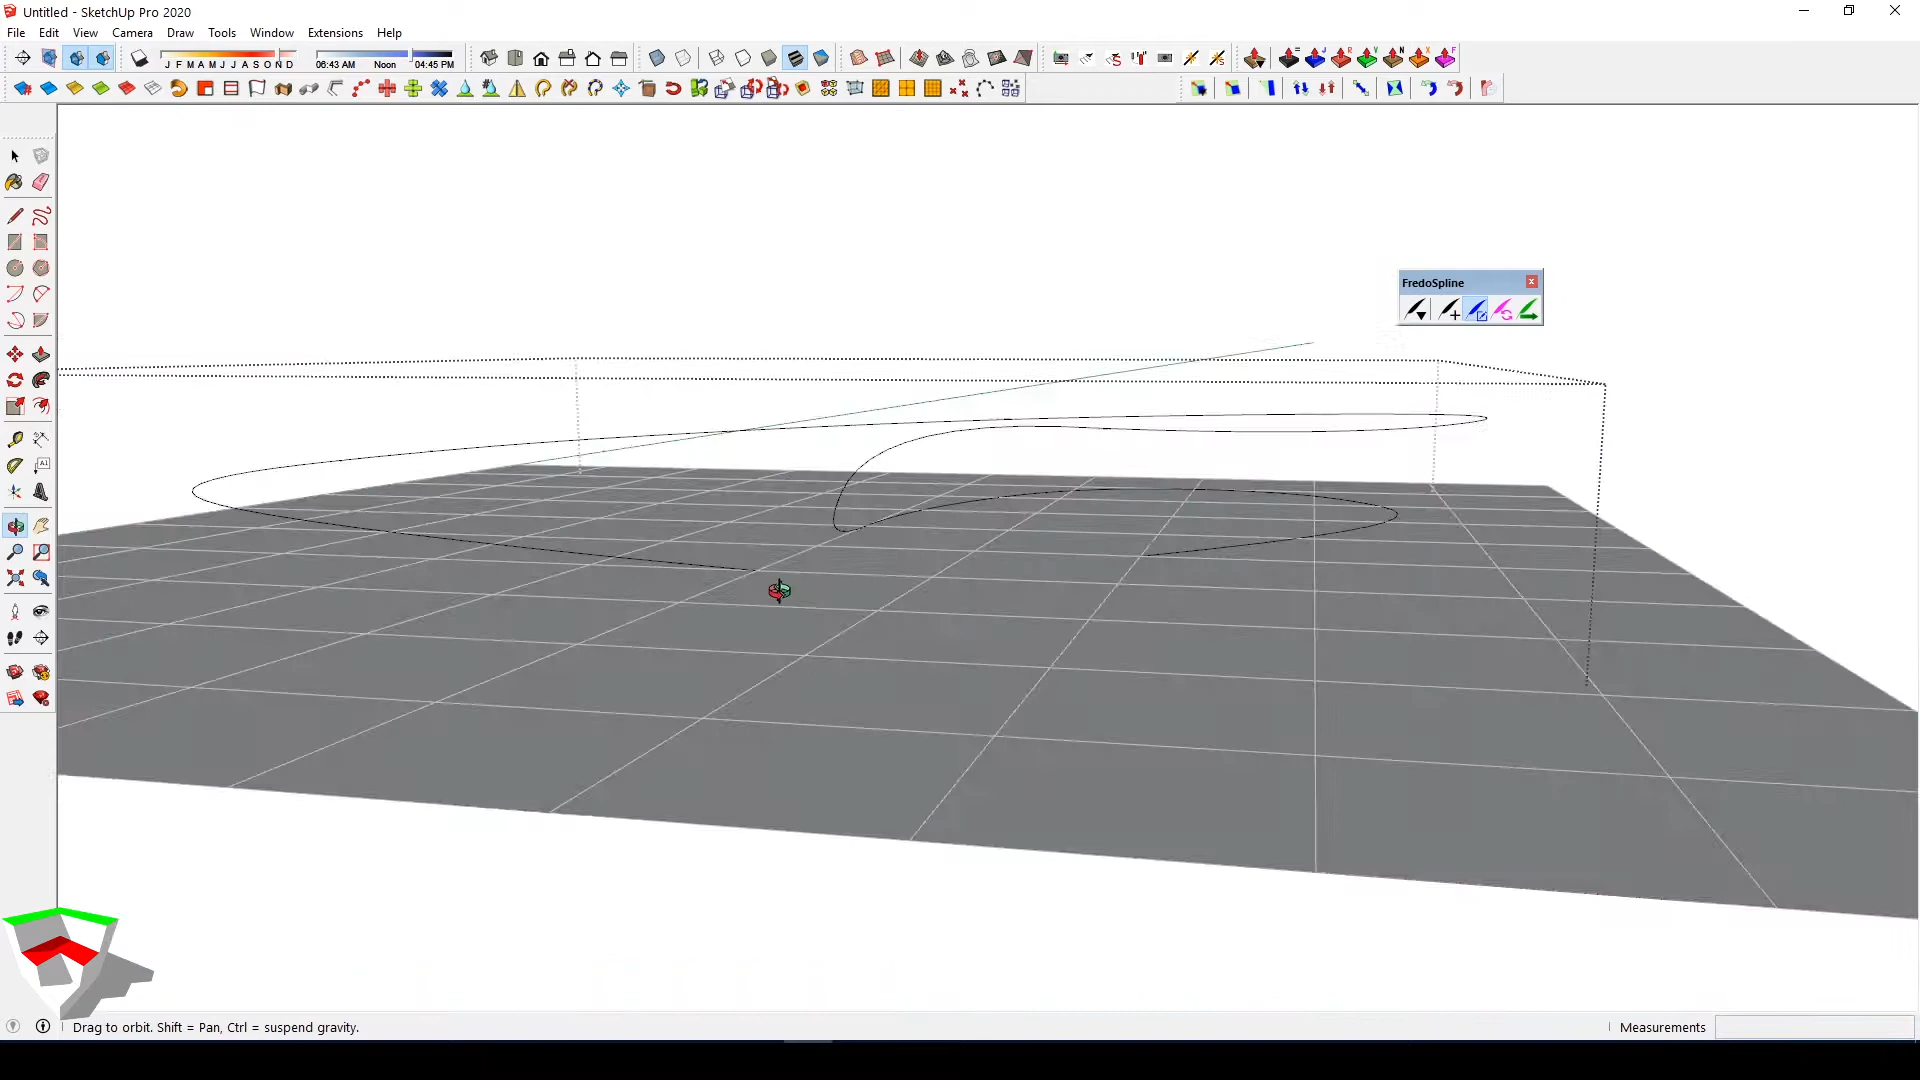 Untitled - SketchUp Pro 2020
File Edit View Camera Draw Tools Window Extensions Help
J F M A M J J A S O N D
06:43 AM Noon 04:45 PM
FredoSpline
Drag to orbit. Shift = Pan, Ctrl = suspend gravity.
Measurements